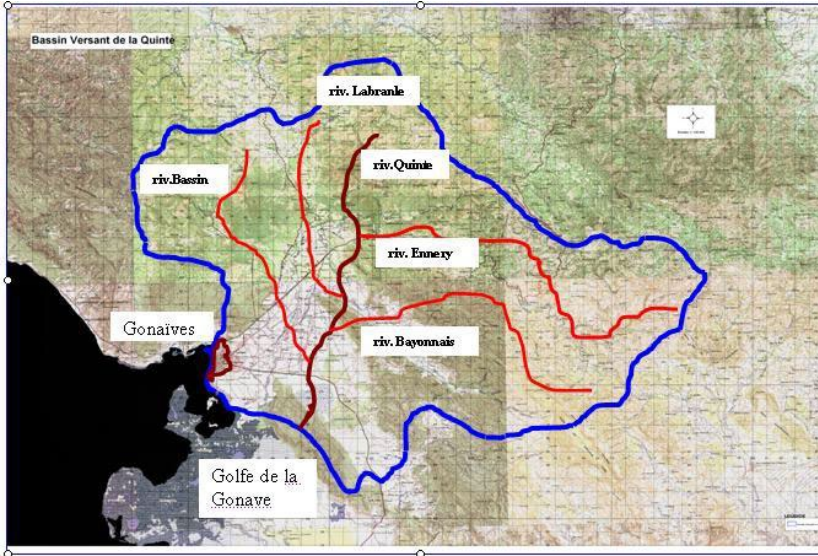 Bassin Versant de la Quinte
riv. Labranle
riv.Quinte
riv.Bassin
riv. Ennery
Gonaïves
riv. Bayonnais
Golfe de la
Gonave